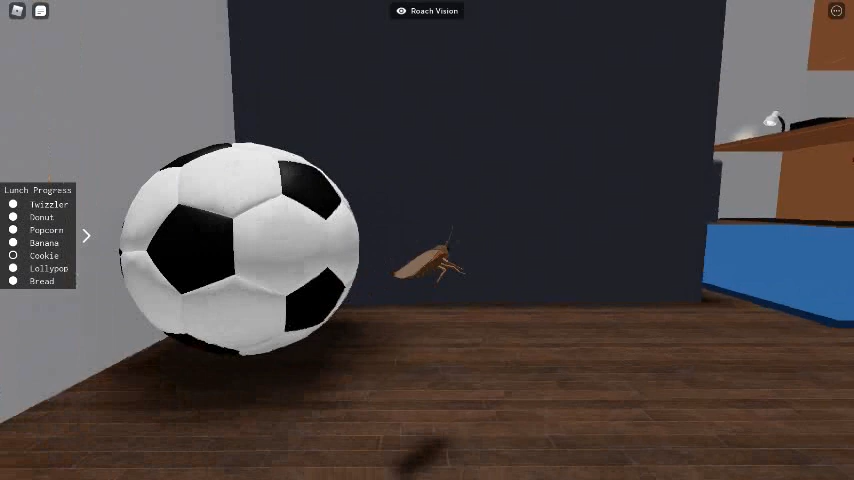 Roach Vision
Lunch Progress
Twizzler
Donut
Popcorn
Banana
Cookie
Lollypop
Bread